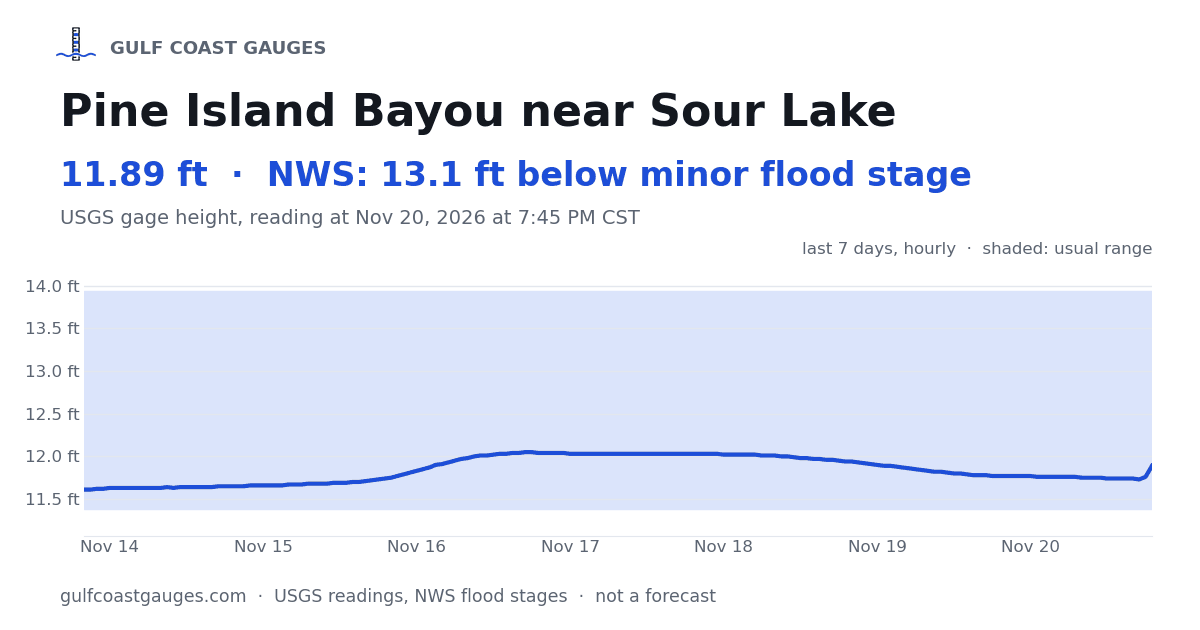 GULF COAST GAUGES
Pine Island Bayou near Sour Lake
11.89 ft · NWS: 13.1 ft below minor flood stage
USGS gage height, reading at Nov 20, 2026 at 7:45 PM CST
last 7 days, hourly · shaded: usual range
14.0 ft
13.5 ft
13.0 ft
12.5 ft
12.0 ft
11.5 ft
Nov 14 Nov 15 Nov 16 Nov 17 Nov 18 Nov 19 Nov 20
gulfcoastgauges.com · USGS readings, NWS flood stages · not a forecast